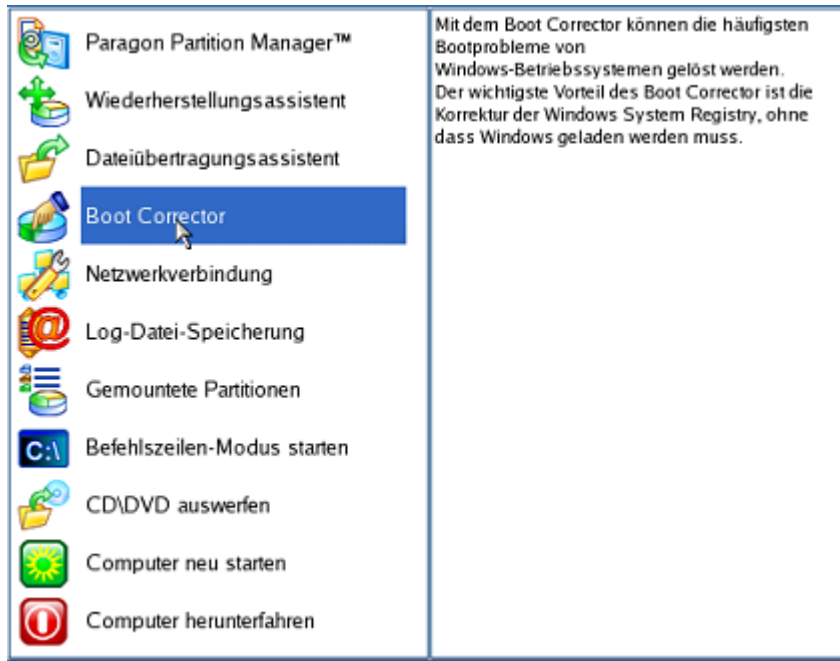 Paragon Partition Manager™
Wiederherstellungsassistent
Dateiübertragungsassistent
Boot Corrector
Netzwerkverbindung
Log-Datei-Speicherung
Gemountete Partitionen
C:\
Befehlszeilen-Modus starten
CD\DVD auswerfen
Computer neu starten
Computer herunterfahren
Mit dem Boot Corrector können die häufigsten
Bootprobleme von
Windows-Betriebssystemen gelöst werden.
Der wichtigste Vorteil des Boot Corrector ist die
Korrektur der Windows System Registry, ohne
dass Windows geladen werden muss.